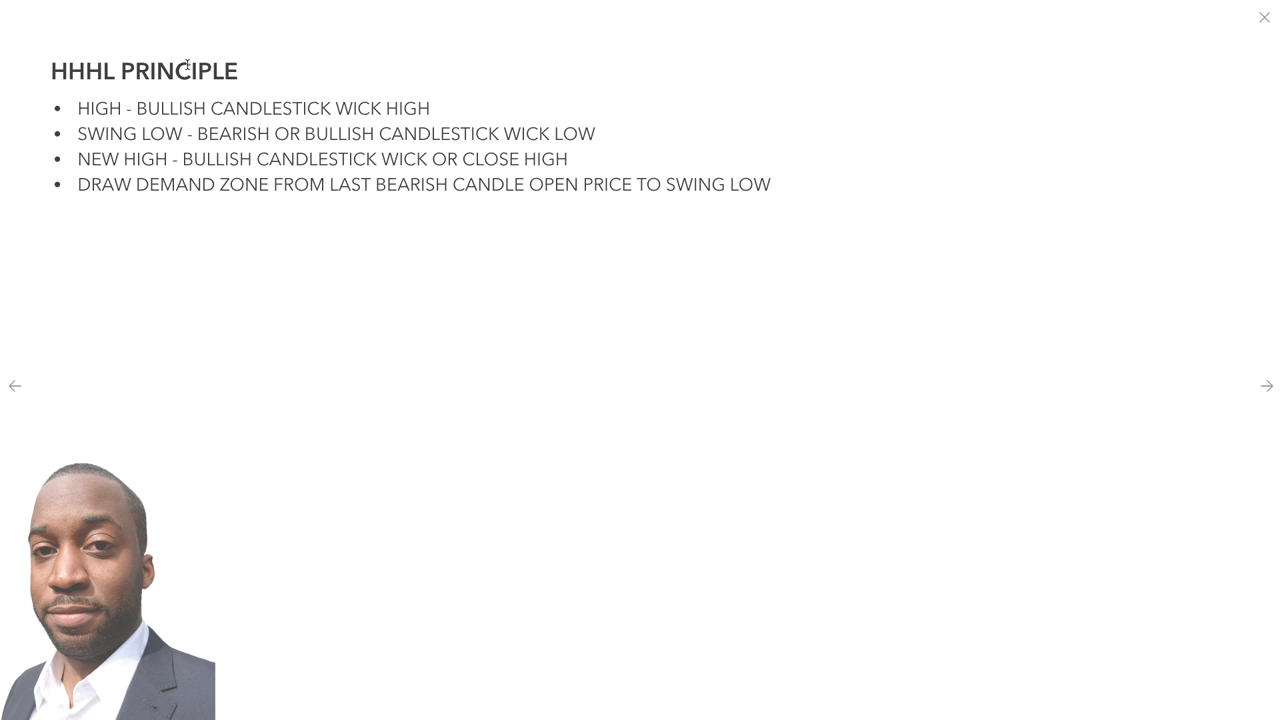 HHHL PRINCIPLE
• HIGH - BULLISH CANDLESTICK WICK HIGH
• SWING LOW - BEARISH OR BULLISH CANDLESTICK WICK LOW
• NEW HIGH - BULLISH CANDLESTICK WICK OR CLOSE HIGH
• DRAW DEMAND ZONE FROM LAST BEARISH CANDLE OPEN PRICE TO SWING LOW